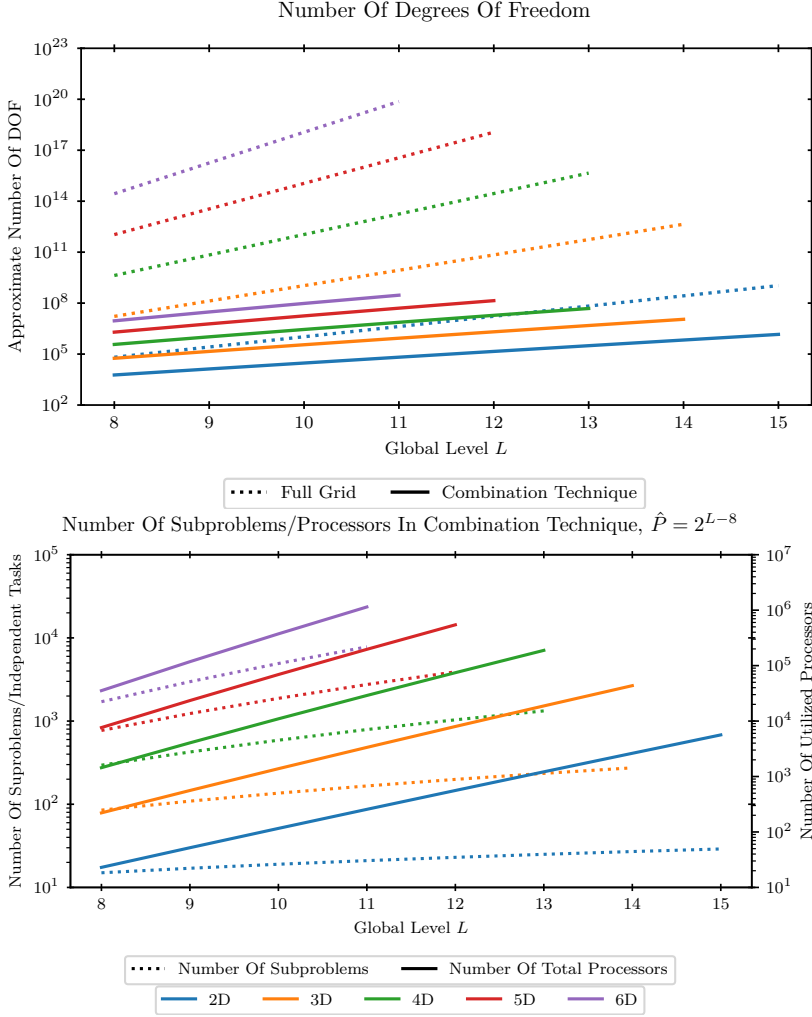 Number Of Degrees Of Freedom
Approximate Number Of DOF
10^23
10^20
10^17
10^14
10^11
10^8
10^5
10^2
8 9 10 11 12 13 14 15
Global Level L
Full Grid Combination Technique
Number Of Subproblems/Processors In Combination Technique, P̂ = 2^{L−8}
Number Of Suproblems/Independent Tasks
10^5
10^4
10^3
10^2
10^1
10^7
10^6
10^5
10^4
10^3
10^2
10^1
Number Of Utilized Processors
8 9 10 11 12 13 14 15
Global Level L
Number Of Subproblems Number Of Total Processors
2D 3D 4D 5D 6D